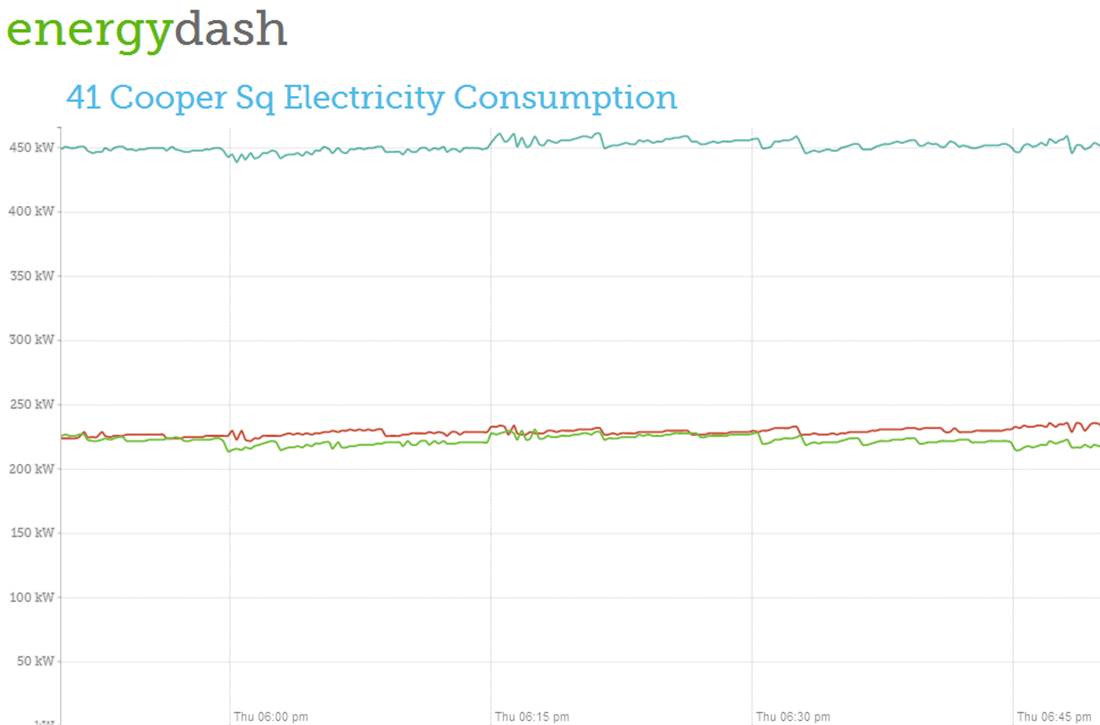 energydash
41 Cooper Sq Electricity Consumption
450 kW
400 kW
350 kW
300 kW
250 kW
200 kW
150 kW
100 kW
50 kW
Thu 06:00 pm Thu 06:15 pm Thu 06:30 pm Thu 06:45 pm